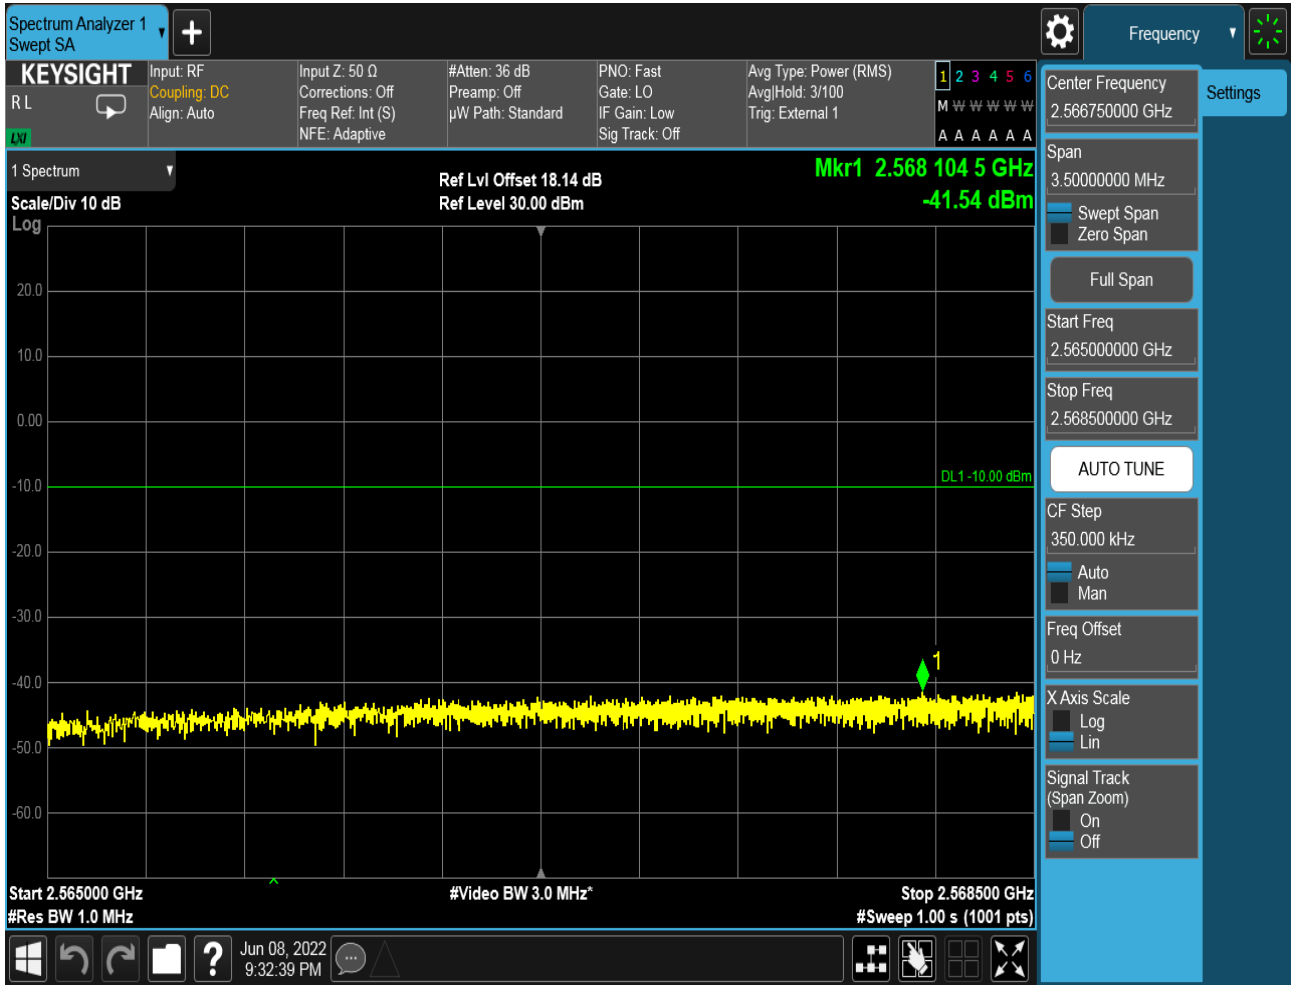 Spectrum Analyzer 1
Swept SA
Frequency
KEYSIGHT
R L
LXI
Input: RF
Coupling: DC
Align: Auto
Input Z: 50 Ω
Corrections: Off
Freq Ref: Int (S)
NFE: Adaptive
#Atten: 36 dB
Preamp: Off
µW Path: Standard
PNO: Fast
Gate: LO
IF Gain: Low
Sig Track: Off
Avg Type: Power (RMS)
Avg|Hold: 3/100
Trig: External 1
1 2 3 4 5 6
M W W W W W
A A A A A A
1 Spectrum
Scale/Div 10 dB
Log
Ref Lvl Offset 18.14 dB
Ref Level 30.00 dBm
Mkr1 2.568 104 5 GHz
-41.54 dBm
20.0
10.0
0.00
DL1 -10.00 dBm
-10.0
-20.0
-30.0
1
-40.0
-50.0
-60.0
Start 2.565000 GHz
#Video BW 3.0 MHz*
Stop 2.568500 GHz
#Res BW 1.0 MHz
#Sweep 1.00 s (1001 pts)
Center Frequency
2.566750000 GHz
Settings
Span
3.50000000 MHz
Swept Span
Zero Span
Full Span
Start Freq
2.565000000 GHz
Stop Freq
2.568500000 GHz
AUTO TUNE
CF Step
350.000 kHz
Auto
Man
Freq Offset
0 Hz
X Axis Scale
Log
Lin
Signal Track
(Span Zoom)
On
Off
?
Jun 08, 2022
9:32:39 PM